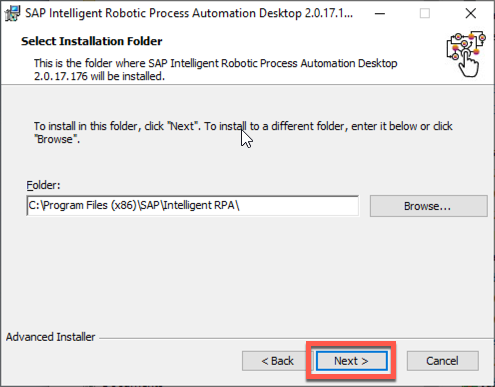 SAP Intelligent Robotic Process Automation Desktop 2.0.17.1...
Select Installation Folder
This is the folder where SAP Intelligent Robotic Process Automation Desktop
2.0.17.176 will be installed.
To install in this folder, click "Next". To install to a different folder, enter it below or click
"Browse".
Folder:
C:\Program Files (x86)\SAP\Intelligent RPA\
Browse...
Advanced Installer
< Back
Next >
Cancel